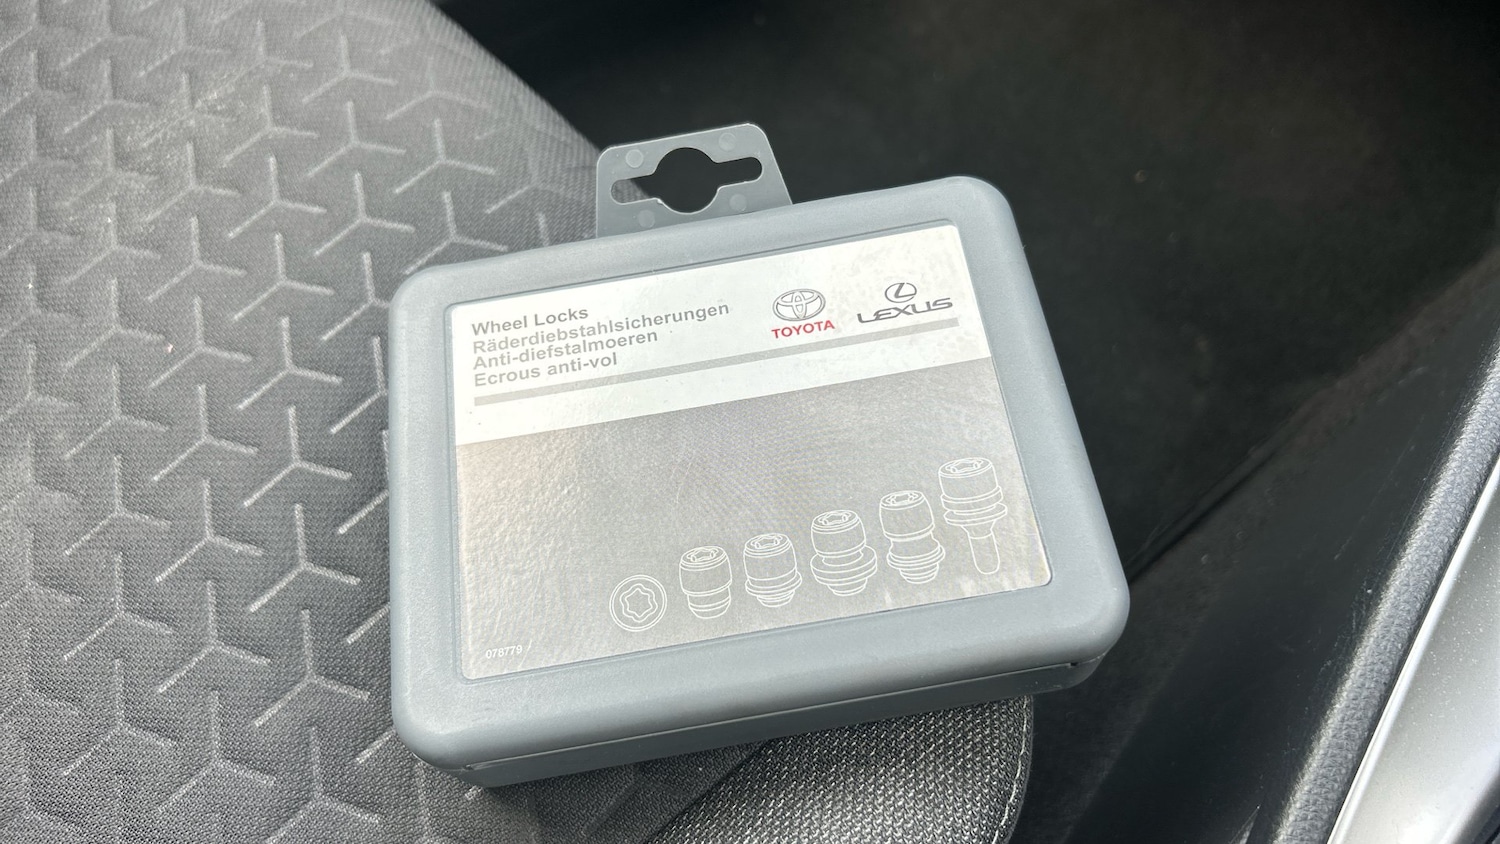 Wheel Locks
Räderdiebstahlsicherungen
Anti-diefstalmoeren
Ecrous anti-vol
TOYOTA
LEXUS
078779 /